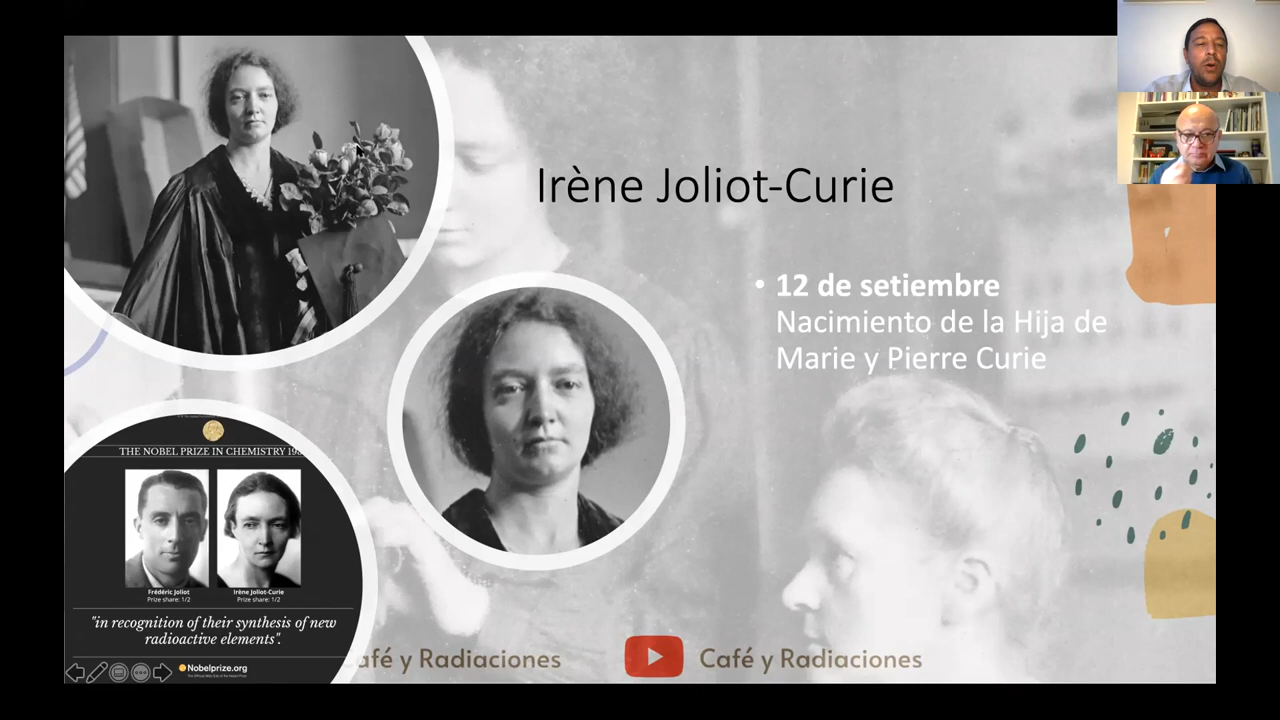 Irène Joliot-Curie
• 12 de setiembre
Nacimiento de la Hija de
Marie y Pierre Curie
THE NOBEL PRIZE IN CHEMISTRY 19
Frédéric Joliot
Prize share: 1/2
Irène Joliot-Curie
Prize share: 1/2
"in recognition of their synthesis of new
radioactive elements".
Nobelprize.org
afé y Radiaciones
Café y Radiaciones